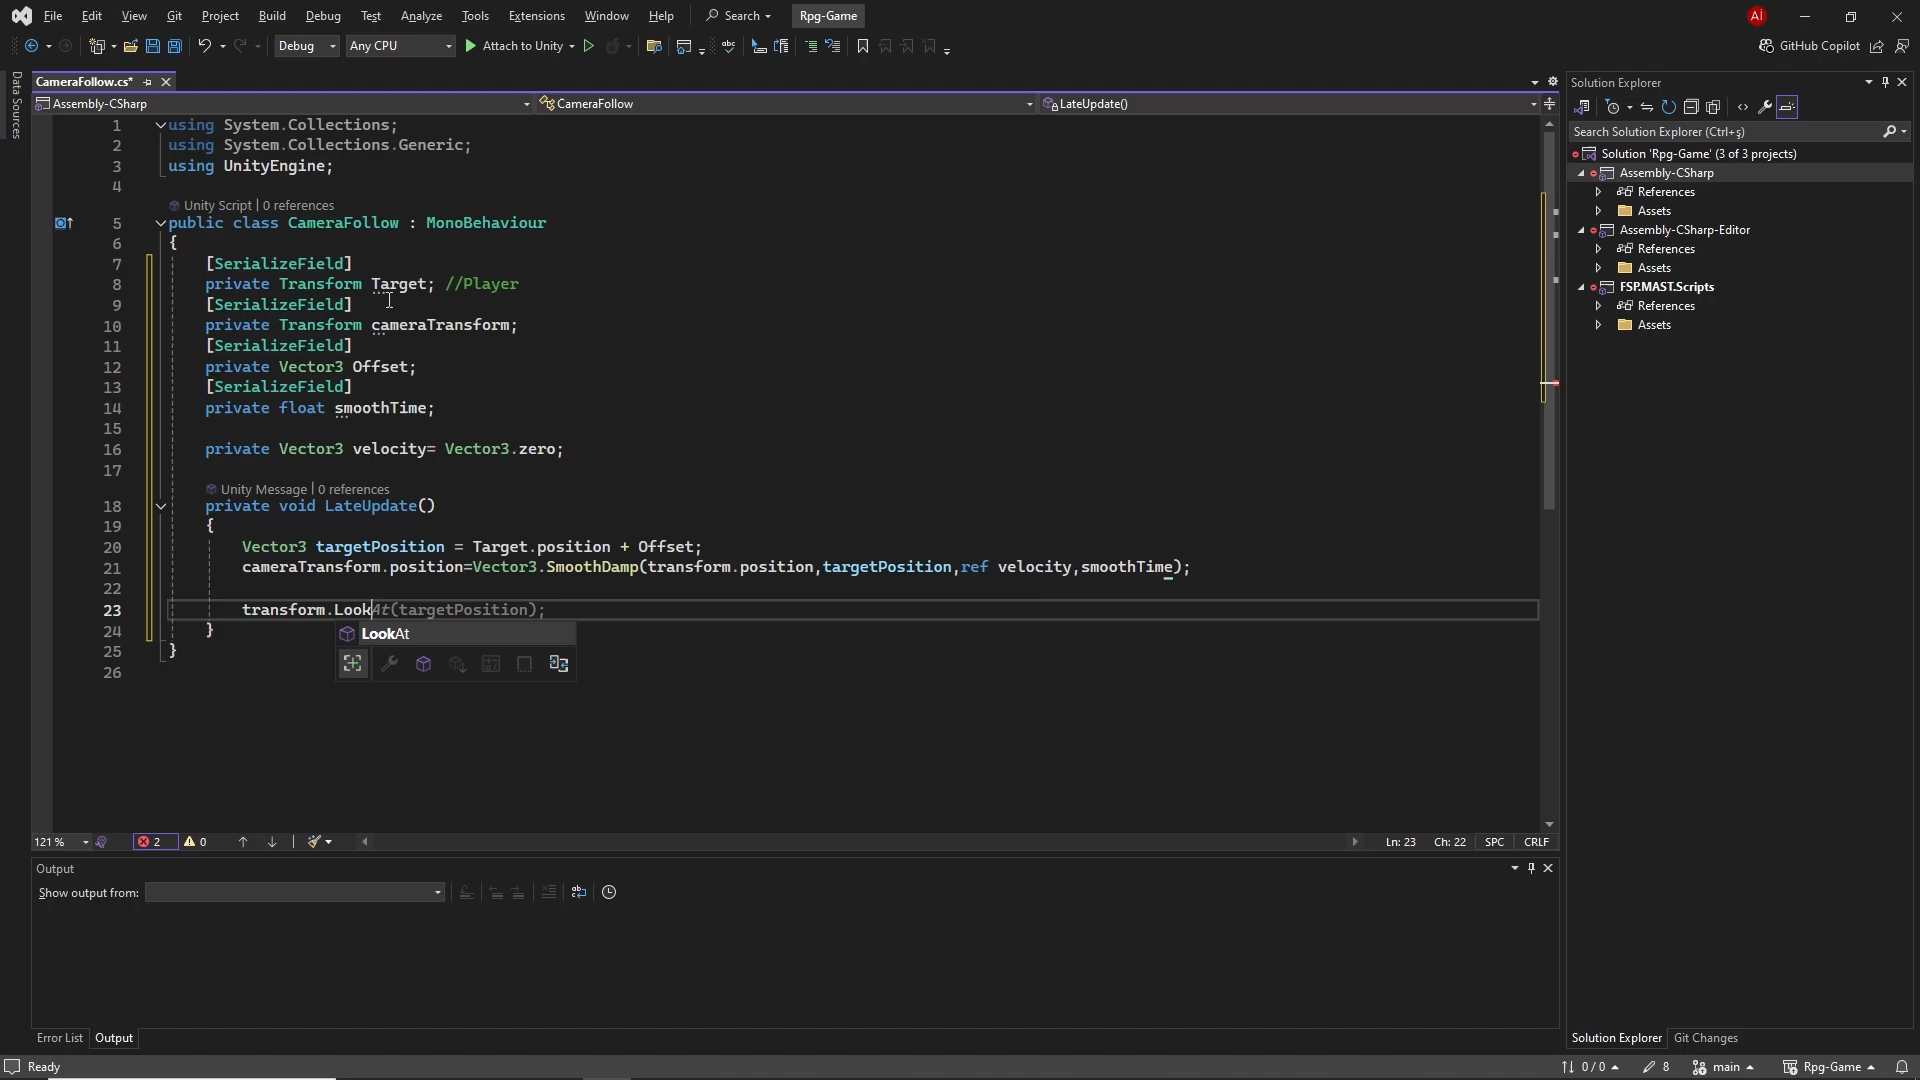 File Edit View Git Project Build Debug Test Analyze Tools Extensions Window Help Search Rpg-Game AI
Debug Any CPU Attach to Unity GitHub Copilot
Data Sources
CameraFollow.cs*
Assembly-CSharp CameraFollow LateUpdate()
1 using System.Collections;
2 using System.Collections.Generic;
3 using UnityEngine;
4
Unity Script | 0 references
5 public class CameraFollow : MonoBehaviour
6 {
7 [SerializeField]
8 private Transform Target; //Player
9 [SerializeField]
10 private Transform cameraTransform;
11 [SerializeField]
12 private Vector3 Offset;
13 [SerializeField]
14 private float smoothTime;
15
16 private Vector3 velocity= Vector3.zero;
17
Unity Message | 0 references
18 private void LateUpdate()
19 {
20 Vector3 targetPosition = Target.position + Offset;
21 cameraTransform.position=Vector3.SmoothDamp(transform.position,targetPosition,ref velocity,smoothTime);
22
23 transform.LookAt(targetPosition);
24 }
25 }
26
LookAt
121 % 2 0 Ln: 23 Ch: 22 SPC CRLF
Output
Show output from:
Error List Output
Solution Explorer
Search Solution Explorer (Ctrl+ş)
Solution 'Rpg-Game' (3 of 3 projects)
Assembly-CSharp
References
Assets
Assembly-CSharp-Editor
References
Assets
FSP.MAST.Scripts
References
Assets
Solution Explorer Git Changes
Ready 0 / 0 8 main Rpg-Game